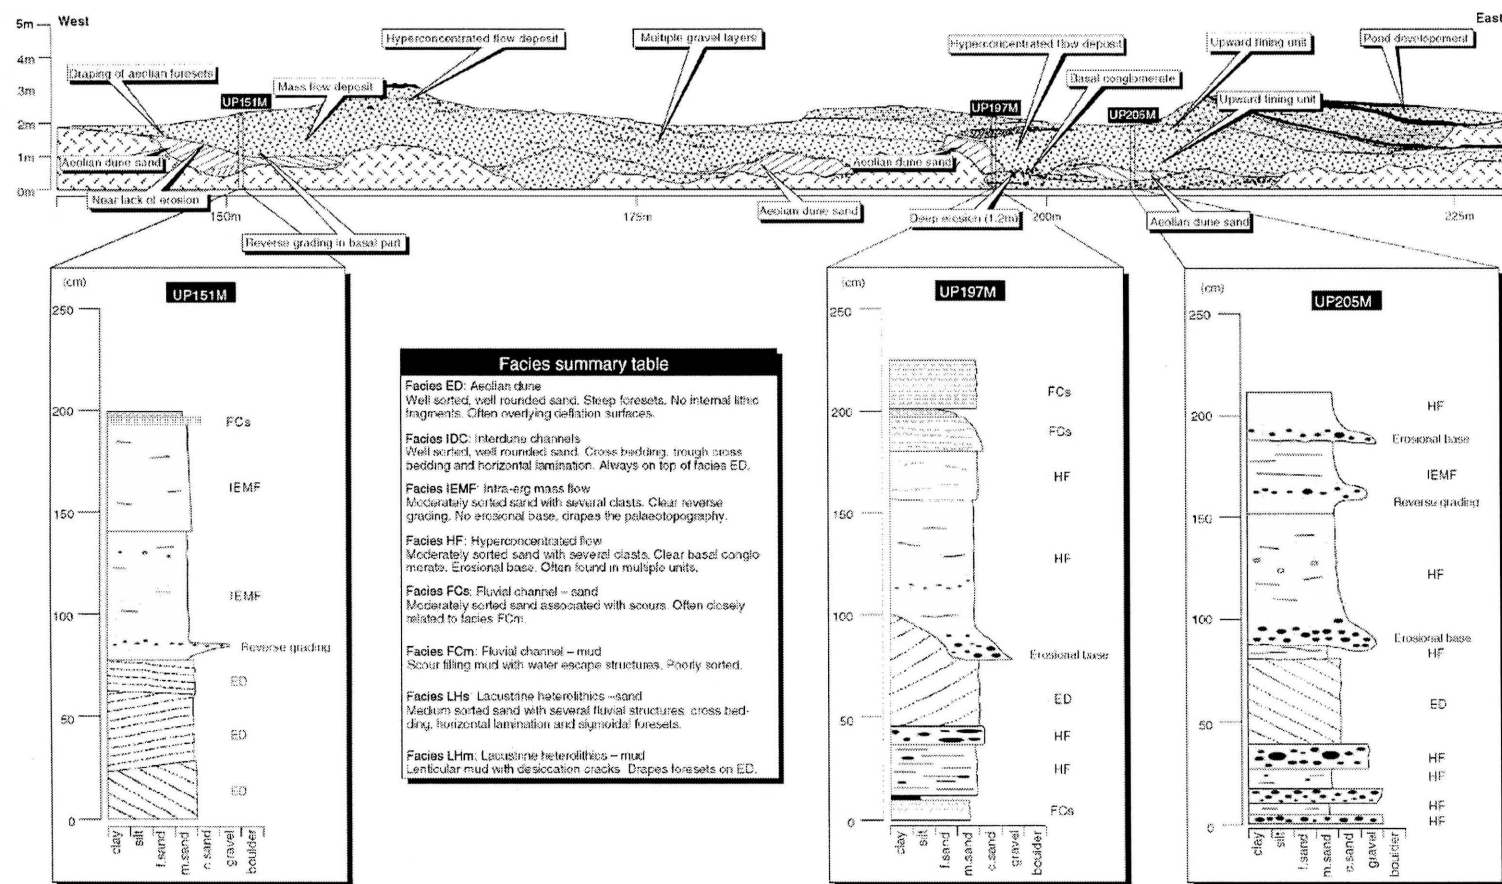 5m
West
East
4m
3m
2m
1m
0m
Hyperconcentrated flow deposit
Multiple gravel layers
Hyperconcentrated flow deposit
Upward fining unit
Pond developement
Draping of aeolian foresets
Mass flow deposit
Basal conglomerate
UP151M
UP197M
UP205M
Upward fining unit
Aeolian dune sand
Aeolian dune sand
Near lack of erosion
Aeolian dune sand
Deep erosion (1.2m)
Aeolian dune sand
150m
175m
200m
225m
Reverse grading in basal part
(cm)
UP151M
250
200
150
100
50
0
FCs
IEMF
IEMF
Reverse grading
ED
ED
ED
clay
silt
f.sand
m.sand
c.sand
gravel
boulder
Facies summary table
Facies ED: Aeolian dune
Well sorted, well rounded sand. Steep foresets. No internal lithic
fragments. Often overlying deflation surfaces.
Facies IDC: Interdune channels
Well sorted, well rounded sand. Cross bedding, trough cross
bedding and horizontal lamination. Always on top of facies ED.
Facies IEMF: Intra-erg mass flow
Moderately sorted sand with several clasts. Clear reverse
grading. No erosional base, drapes the palaeotopography.
Facies HF: Hyperconcentrated flow
Moderately sorted sand with several clasts. Clear basal conglo
merate. Erosional base. Often found in multiple units.
Facies FCs: Fluvial channel – sand
Moderately sorted sand associated with scours. Often closely
related to facies FCm.
Facies FCm: Fluvial channel – mud
Scour filling mud with water escape structures. Poorly sorted.
Facies LHs: Lacustrine heterolithics –sand
Medium sorted sand with several fluvial structures: cross bed-
ding, horizontal lamination and sigmoidal foresets.
Facies LHm: Lacustrine heterolithics – mud
Lenticular mud with desiccation cracks. Drapes foresets on ED.
(cm)
UP197M
250
200
150
100
50
0
FCs
FCs
HF
HF
Erosional base
ED
HF
HF
FCs
clay
silt
f.sand
m.sand
c.sand
gravel
boulder
(cm)
UP205M
250
200
150
100
50
0
HF
Erosional base
IEMF
Reverse grading
HF
Erosional base
HF
ED
HF
HF
HF
HF
clay
silt
f.sand
m.sand
c.sand
gravel
boulder